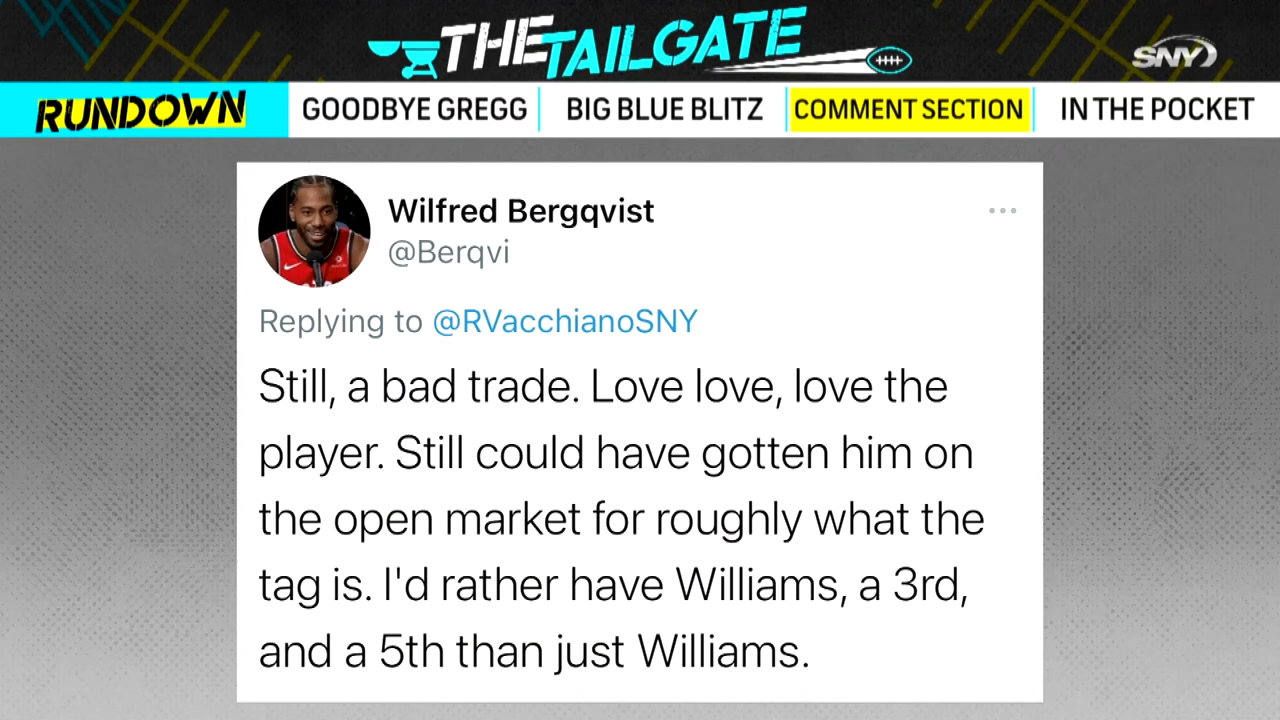 THE TAILGATE
SNY
RUNDOWN
GOODBYE GREGG
BIG BLUE BLITZ
COMMENT SECTION
IN THE POCKET
Wilfred Bergqvist
@Berqvi
Replying to @RVacchianoSNY
Still, a bad trade. Love love, love the
player. Still could have gotten him on
the open market for roughly what the
tag is. I'd rather have Williams, a 3rd,
and a 5th than just Williams.